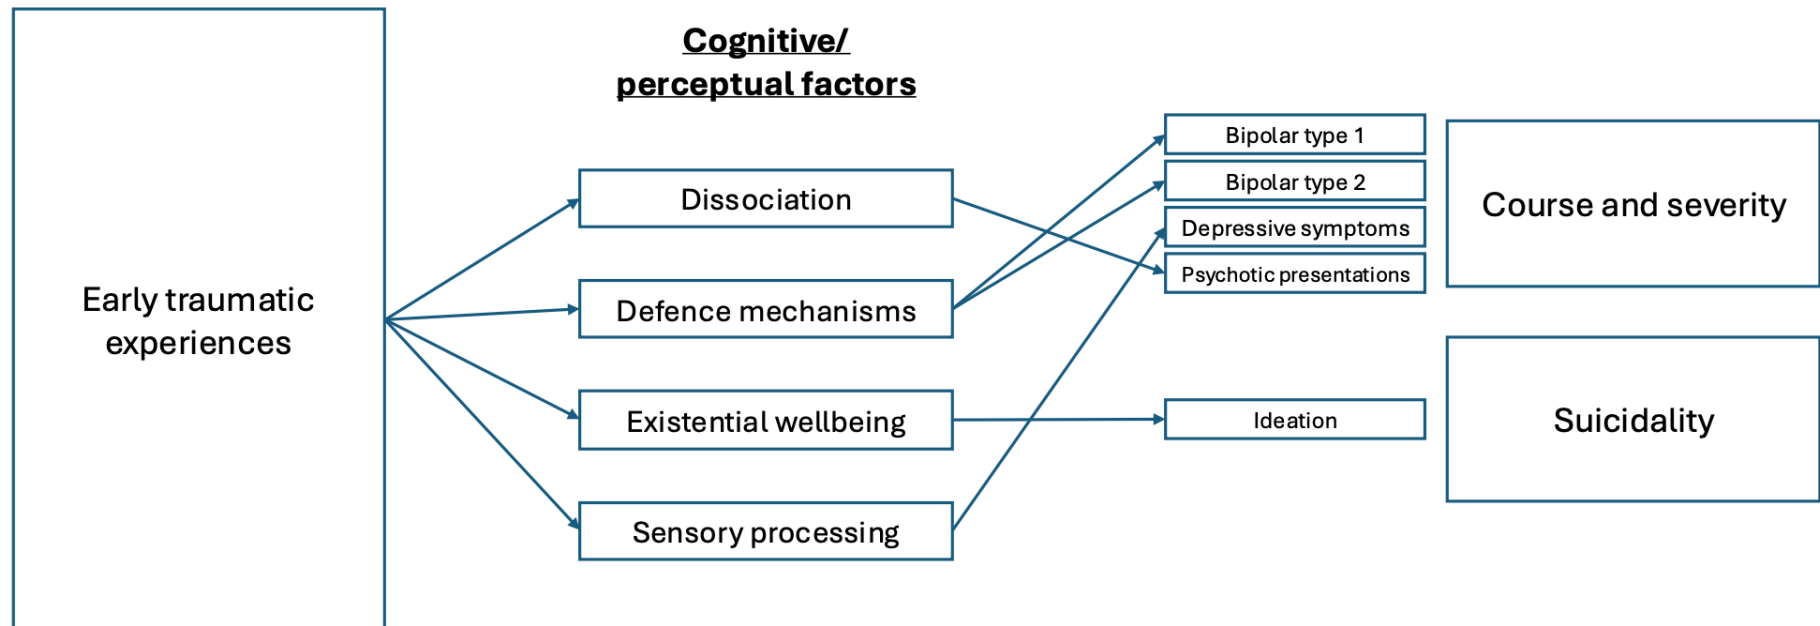 Cognitive/
perceptual factors
Early traumatic
experiences
Dissociation
Defence mechanisms
Existential wellbeing
Sensory processing
Bipolar type 1
Bipolar type 2
Depressive symptoms
Psychotic presentations
Ideation
Course and severity
Suicidality